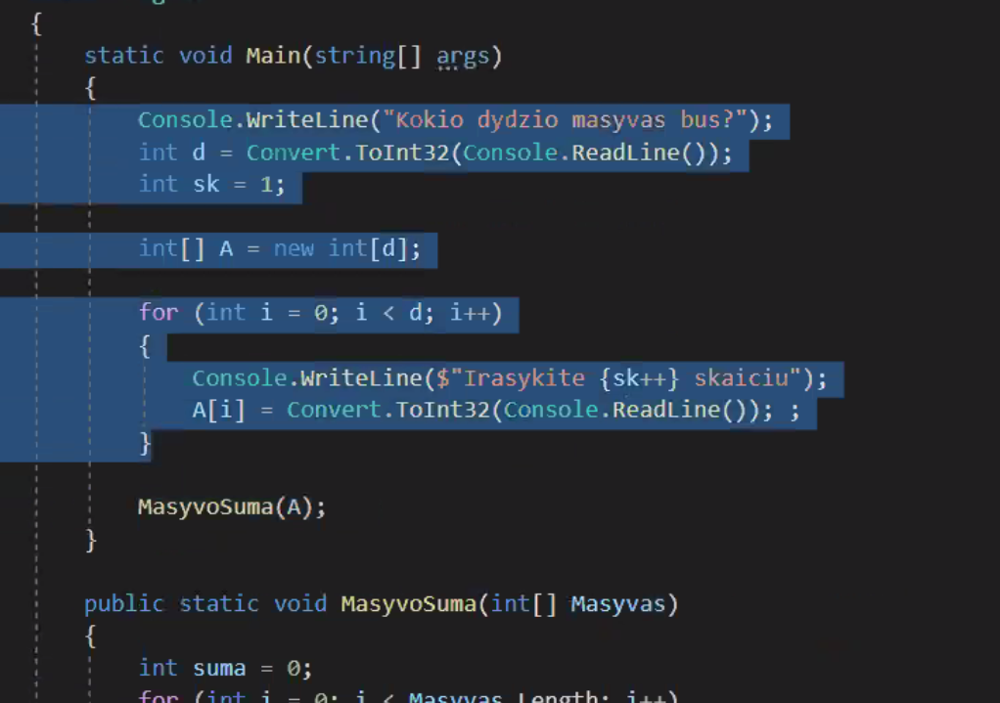 {
static void Main(string[] args)
{
Console.WriteLine("Kokio dydzio masyvas bus?");
int d = Convert.ToInt32(Console.ReadLine());
int sk = 1;
int[] A = new int[d];
for (int i = 0; i < d; i++)
{
Console.WriteLine($"Irasykite {sk++} skaiciu");
A[i] = Convert.ToInt32(Console.ReadLine()); ;
}
MasyvoSuma(A);
}
public static void MasyvoSuma(int[] Masyvas)
{
int suma = 0;
for (int i = 0; i < Masyvas.Length; i++)